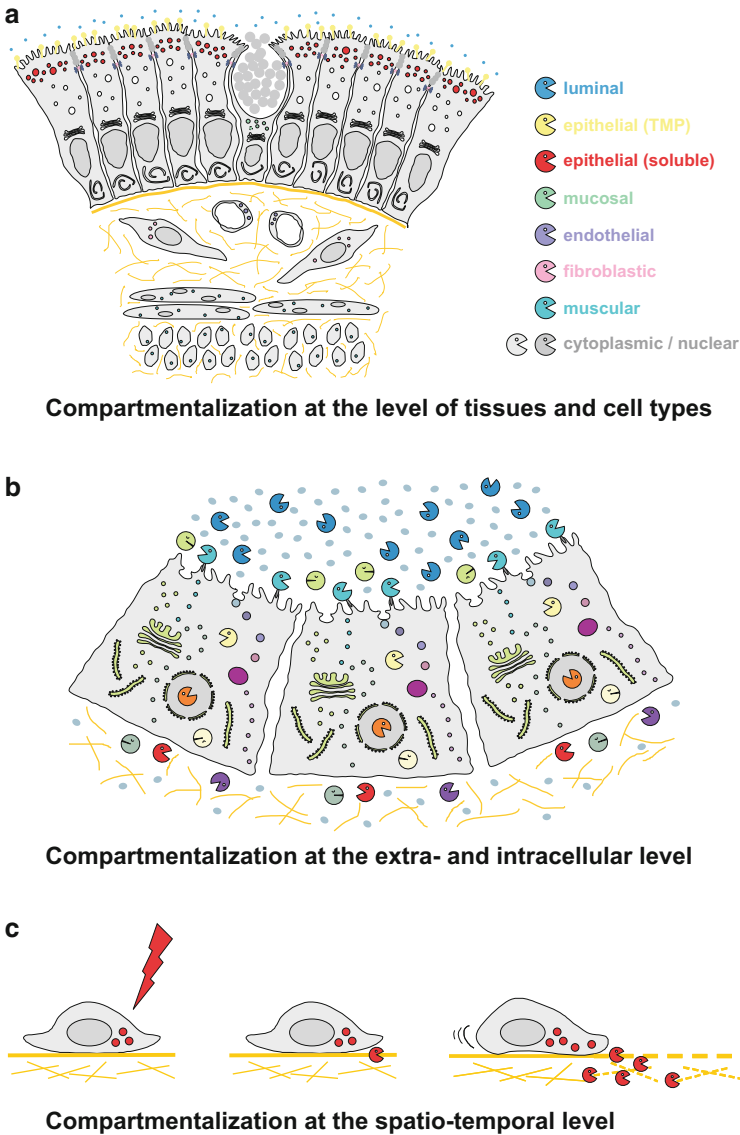 a
luminal
epithelial (TMP)
epithelial (soluble)
mucosal
endothelial
fibroblastic
muscular
cytoplasmic / nuclear
Compartmentalization at the level of tissues and cell types
b
Compartmentalization at the extra- and intracellular level
c
Compartmentalization at the spatio-temporal level